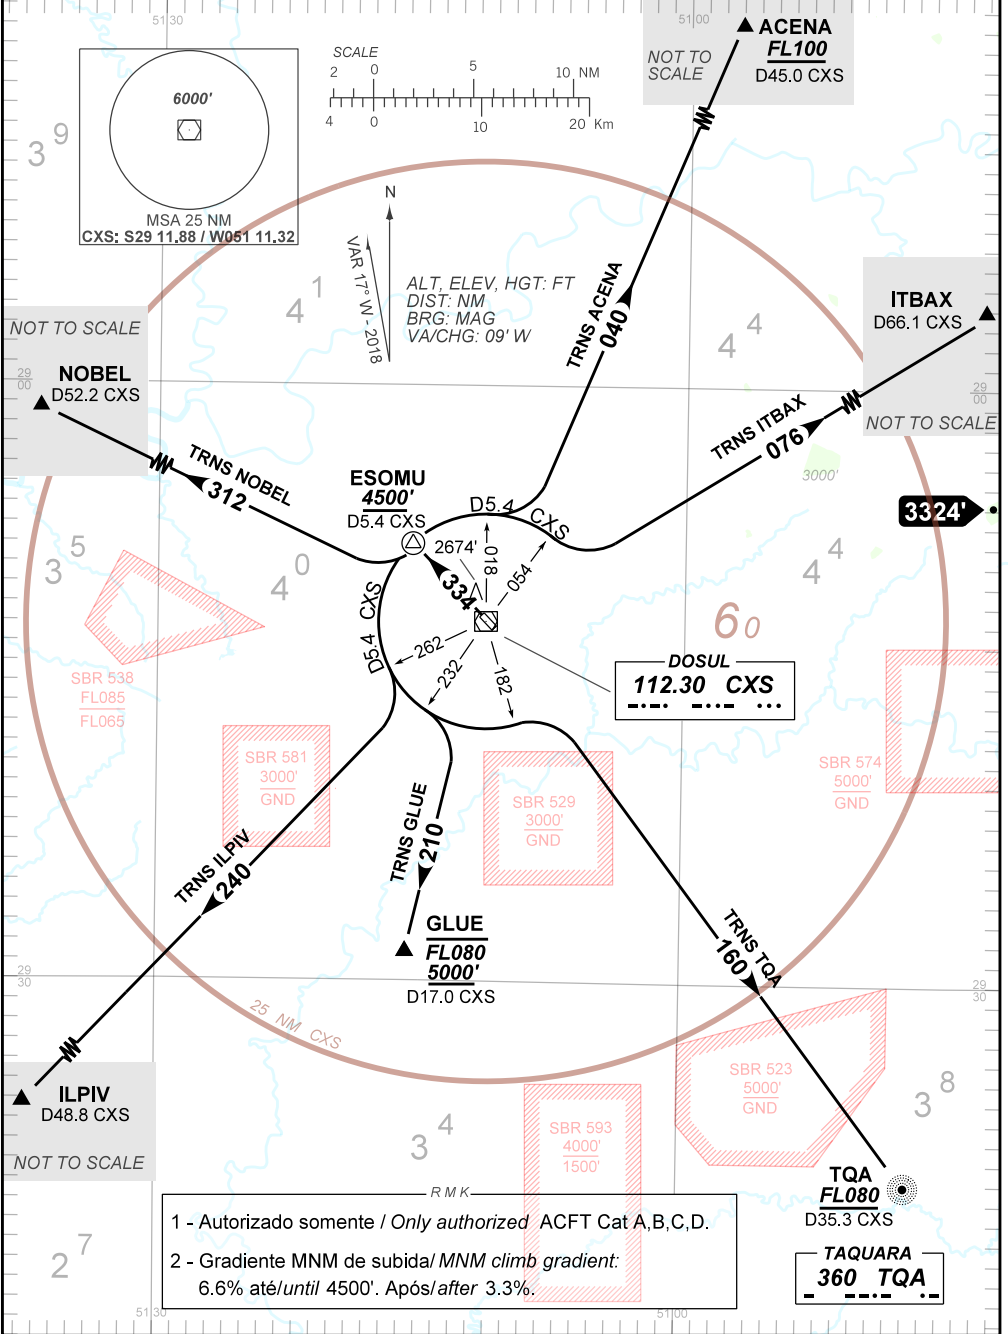 51 30
51 00
ACENA
FL100
D45.0 CXS
NOT TO
SCALE
SCALE
2 0 5 10 NM
4 0 10 20 Km
6000'
MSA 25 NM
CXS: S29 11.88 / W051 11.32
3 9
N
VAR 17° W - 2018
ALT, ELEV, HGT: FT
DIST: NM
BRG: MAG
VA/CHG: 09' W
4 1
TRNS ACENA
040
4 4
ITBAX
D66.1 CXS
NOT TO SCALE
NOT TO SCALE
NOBEL
D52.2 CXS
29 00
29 00
TRNS ITBAX
076
3000'
3324'
TRNS NOBEL
312
ESOMU
4500'
D5.4 CXS
D5.4 CXS
2674'
018
054
334
3 5
4 0
4 4
60
D5.4 CXS
262
232
182
DOSUL
112.30 CXS
SBR 538
FL085
FL065
SBR 581
3000'
GND
SBR 529
3000'
GND
SBR 574
5000'
GND
TRNS ILPIV
240
TRNS GLUE
210
TRNS TQA
160
GLUE
FL080
5000'
D17.0 CXS
29 30
29 30
25 NM CXS
SBR 523
5000'
GND
3 8
ILPIV
D48.8 CXS
NOT TO SCALE
3 4
SBR 593
4000'
1500'
TQA
FL080
D35.3 CXS
TAQUARA
360 TQA
2 7
RMK
1 - Autorizado somente / Only authorized ACFT Cat A,B,C,D.
2 - Gradiente MNM de subida/ MNM climb gradient:
6.6% até/until 4500'. Após/after 3.3%.
51 30
51 00